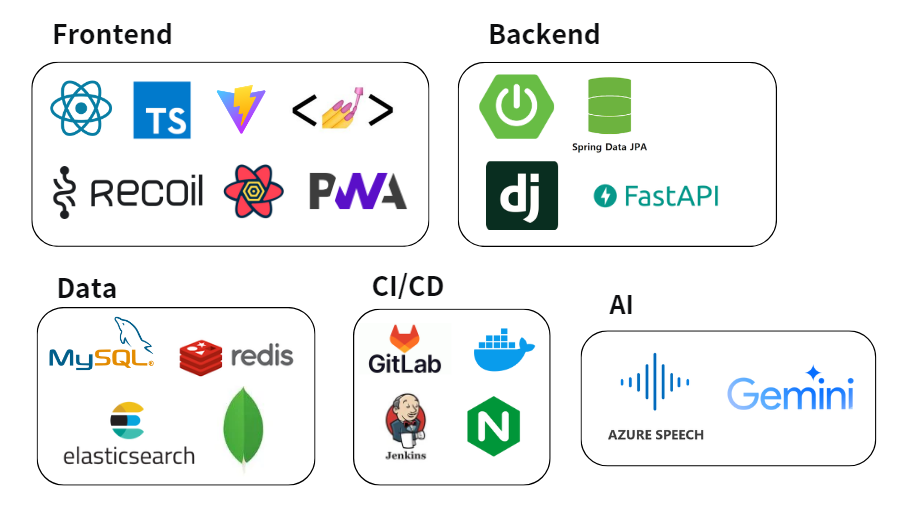 Frontend
Backend
TS
< >
RECOIL
PWA
Spring Data JPA
dj
FastAPI
Data
CI/CD
AI
MySQL®
redis
elasticsearch
GitLab
Jenkins
N
AZURE SPEECH
Gemini